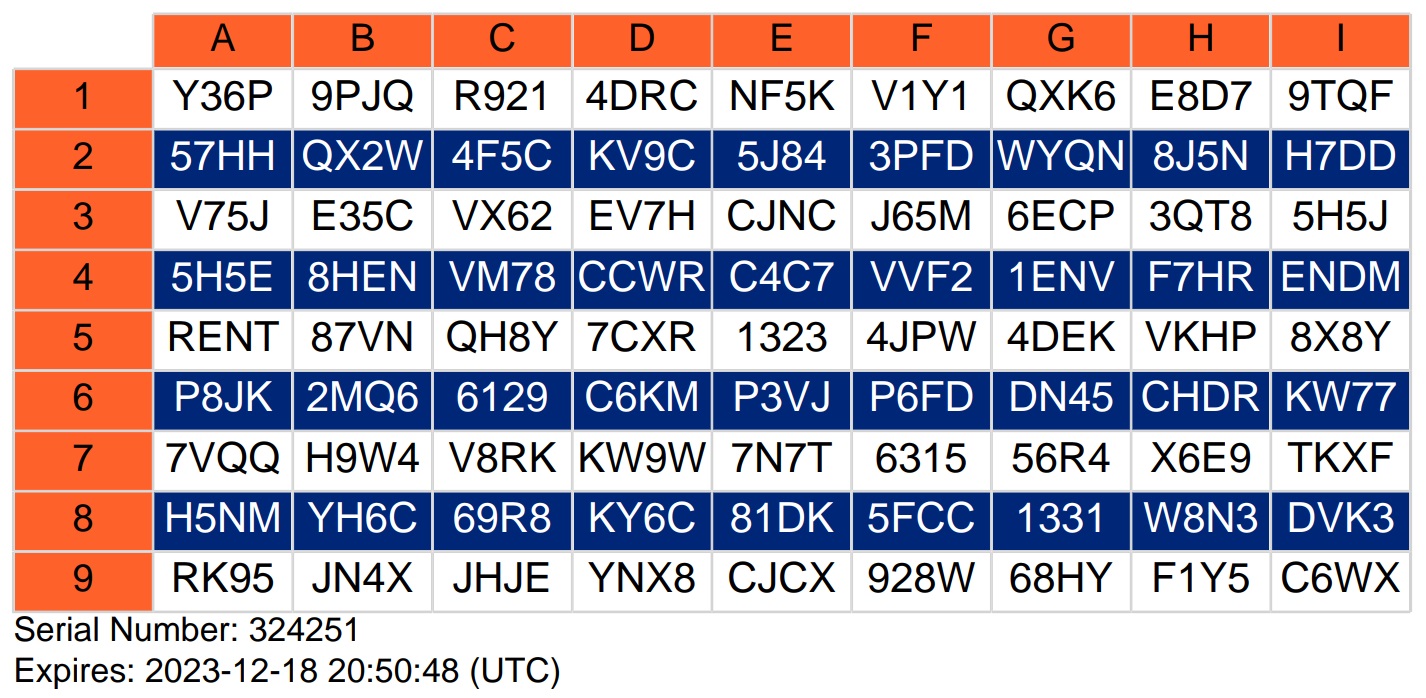 A B C D E F G H I
1 Y36P 9PJQ R921 4DRC NF5K V1Y1 QXK6 E8D7 9TQF
2 57HH QX2W 4F5C KV9C 5J84 3PFD WYQN 8J5N H7DD
3 V75J E35C VX62 EV7H CJNC J65M 6ECP 3QT8 5H5J
4 5H5E 8HEN VM78 CCWR C4C7 VVF2 1ENV F7HR ENDM
5 RENT 87VN QH8Y 7CXR 1323 4JPW 4DEK VKHP 8X8Y
6 P8JK 2MQ6 6129 C6KM P3VJ P6FD DN45 CHDR KW77
7 7VQQ H9W4 V8RK KW9W 7N7T 6315 56R4 X6E9 TKXF
8 H5NM YH6C 69R8 KY6C 81DK 5FCC 1331 W8N3 DVK3
9 RK95 JN4X JHJE YNX8 CJCX 928W 68HY F1Y5 C6WX
Serial Number: 324251
Expires: 2023-12-18 20:50:48 (UTC)